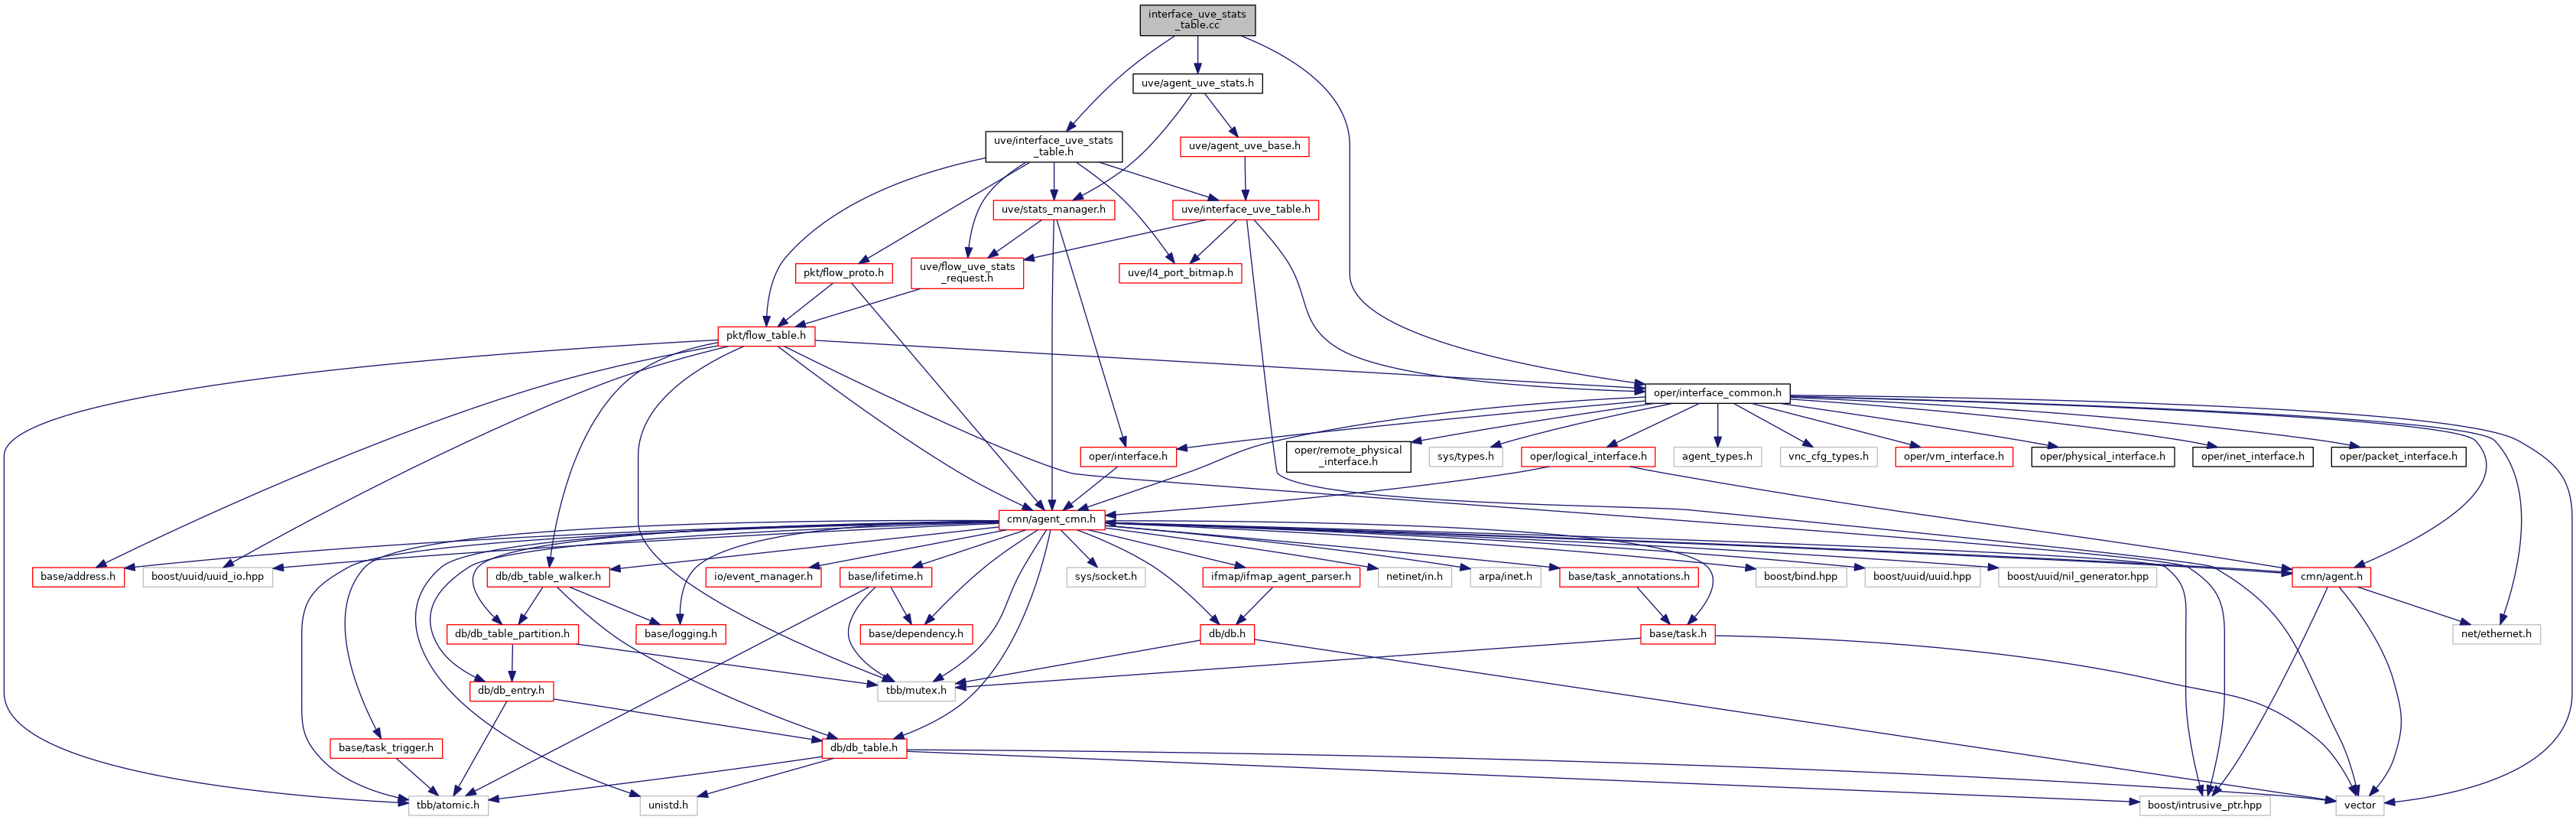 interface_uve_stats
_table.cc
uve/agent_uve_stats.h
uve/interface_uve_stats
_table.h
uve/agent_uve_base.h
uve/stats_manager.h
uve/interface_uve_table.h
pkt/flow_proto.h
uve/flow_uve_stats
_request.h
uve/l4_port_bitmap.h
pkt/flow_table.h
oper/interface_common.h
oper/interface.h
oper/remote_physical
_interface.h
sys/types.h
oper/logical_interface.h
agent_types.h
vnc_cfg_types.h
oper/vm_interface.h
oper/physical_interface.h
oper/inet_interface.h
oper/packet_interface.h
cmn/agent_cmn.h
base/address.h
boost/uuid/uuid_io.hpp
db/db_table_walker.h
io/event_manager.h
base/lifetime.h
sys/socket.h
ifmap/ifmap_agent_parser.h
netinet/in.h
arpa/inet.h
base/task_annotations.h
boost/bind.hpp
boost/uuid/uuid.hpp
boost/uuid/nil_generator.hpp
cmn/agent.h
db/db_table_partition.h
base/logging.h
base/dependency.h
db/db.h
base/task.h
net/ethernet.h
db/db_entry.h
tbb/mutex.h
base/task_trigger.h
db/db_table.h
tbb/atomic.h
unistd.h
boost/intrusive_ptr.hpp
vector